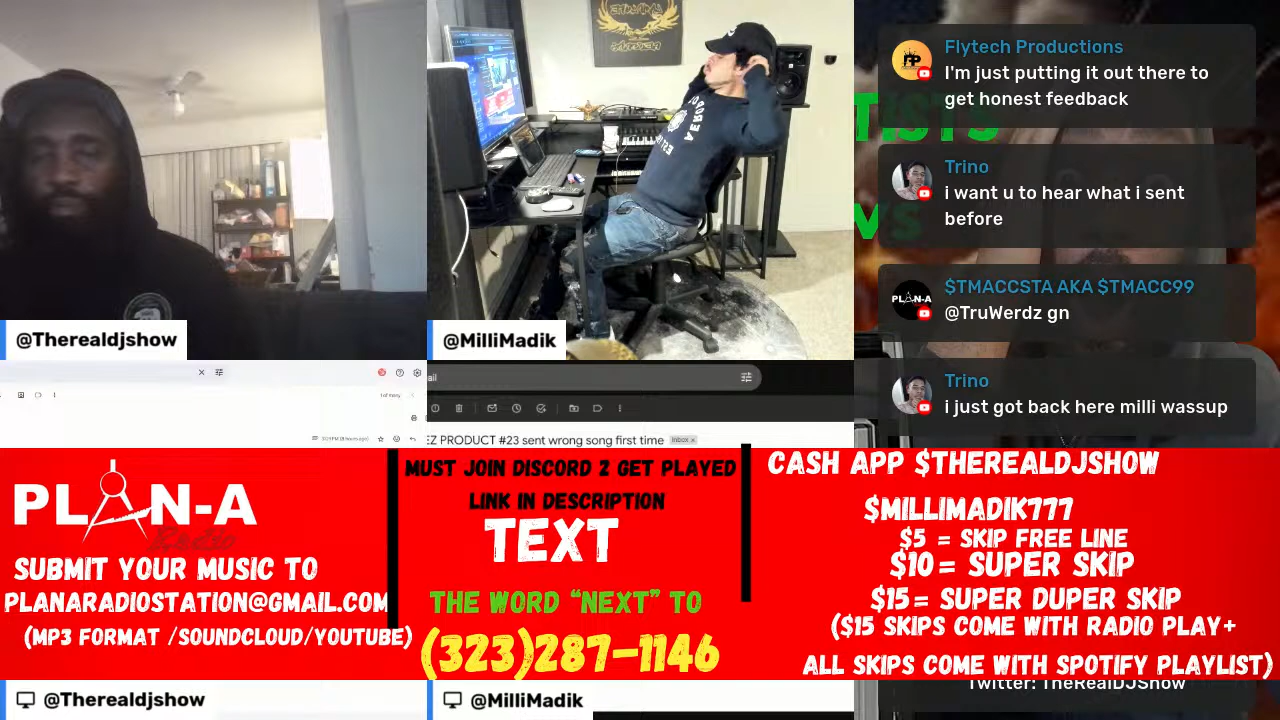 @Therealdjshow
@MilliMadik
Flytech Productions
I'm just putting it out there to
get honest feedback
Trino
i want u to hear what i sent
before
$TMACCSTA AKA $TMACC99
@TruWerdz gn
Trino
i just got back here milli wassup
EZ PRODUCT #23 sent wrong song first time
PLAN-A
Radio
SUBMIT YOUR MUSIC TO
PLANARADIOSTATION@GMAIL.COM
(MP3 FORMAT /SOUNDCLOUD/YOUTUBE)
MUST JOIN DISCORD 2 GET PLAYED
LINK IN DESCRIPTION
TEXT
THE WORD “NEXT” TO
(323)287-1146
CASH APP $THEREALDJSHOW
$MILLIMADIK777
$5 = SKIP FREE LINE
$10 = SUPER SKIP
$15= SUPER DUPER SKIP
($15 SKIPS COME WITH RADIO PLAY+
ALL SKIPS COME WITH SPOTIFY PLAYLIST)
Twitter: TheRealDJShow
@Therealdjshow
@MilliMadik